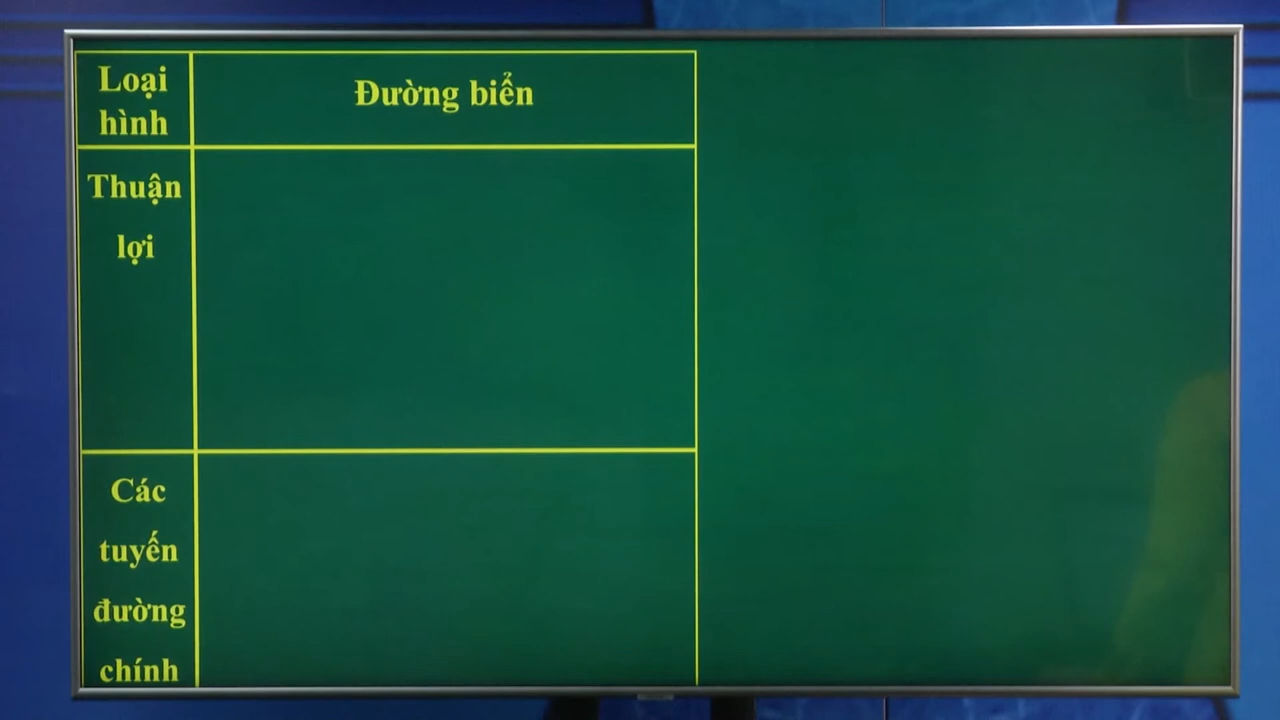 Loại
hình
Đường biển
Thuận
lợi
Các
tuyến
đường
chính